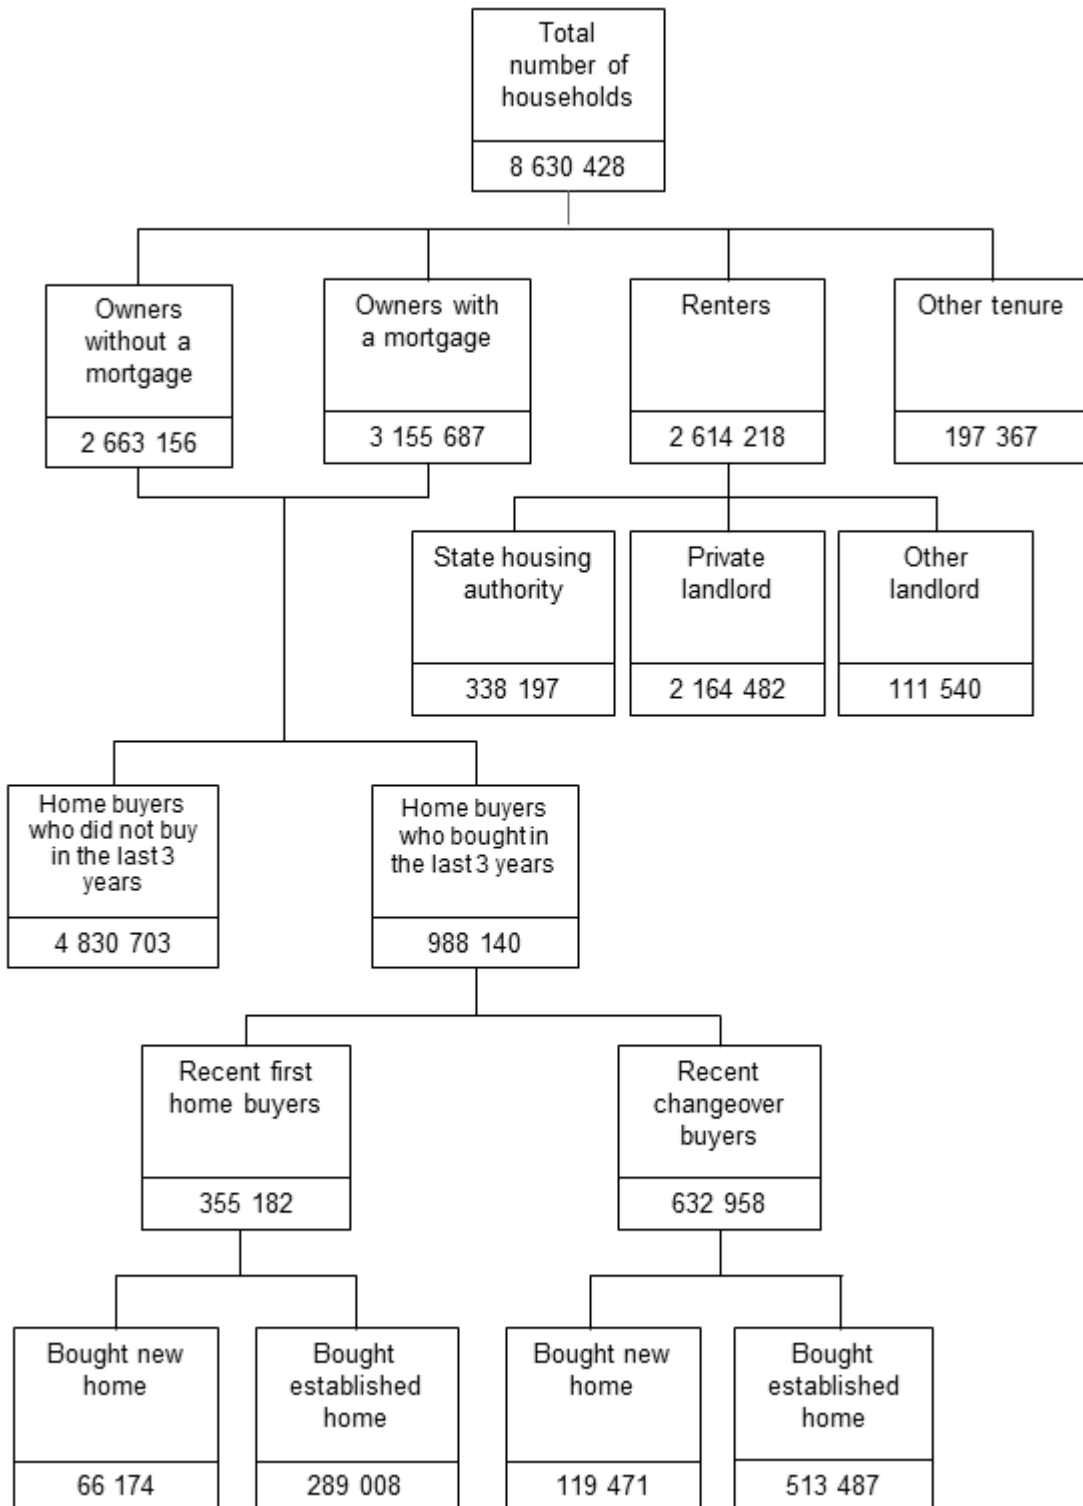 Total
number of
households
8 630 428
Owners
without a
mortgage
2 663 156
Owners with
a mortgage
3 155 687
Renters
2 614 218
Other tenure
197 367
State housing
authority
338 197
Private
landlord
2 164 482
Other
landlord
111 540
Home buyers
who did not buy
in the last 3
years
4 830 703
Home buyers
who bought in
the last 3 years
988 140
Recent first
home buyers
355 182
Recent
changeover
buyers
632 958
Bought new
home
66 174
Bought
established
home
289 008
Bought new
home
119 471
Bought
established
home
513 487